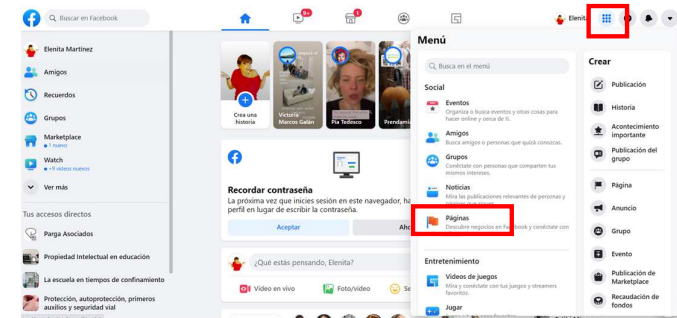 Buscar en Facebook
9+
1
Elenita
Elenita Martinez
Amigos
Recuerdos
Grupos
Marketplace
1 nuevo
Watch
+9 videos nuevos
Ver más
Tus accesos directos
Parga Asociados
Propiedad Intelectual en educación
La escuela en tiempos de confinamiento
Protección, autoprotección, primeros
auxilios y seguridad vial
Crea una
historia
Victoria
Marcos Galán
Pia Tedesco
Prendami
Recordar contraseña
La próxima vez que inicies sesión en este navegador, ha
perfil en lugar de escribir la contraseña.
Aceptar
Aho
¿Qué estás pensando, Elenita?
Video en vivo
Foto/video
Se
Menú
Busca en el menú
Social
Eventos
Organiza o busca eventos y otras cosas para
hacer online y cerca de ti.
Amigos
Busca amigos o personas que quizá conozcas.
Grupos
Conéctate con personas que comparten tus
mismos intereses.
Noticias
Mira las publicaciones relevantes de personas y
Páginas
Descubre negocios en Facebook y conéctate con
Entretenimiento
Videos de juegos
Mira y conéctate con tus juegos y streamers
favoritos.
Jugar
Crear
Publicación
Historia
Acontecimiento
importante
Publicación del
grupo
Página
Anuncio
Grupo
Evento
Publicación de
Marketplace
Recaudación de
fondos